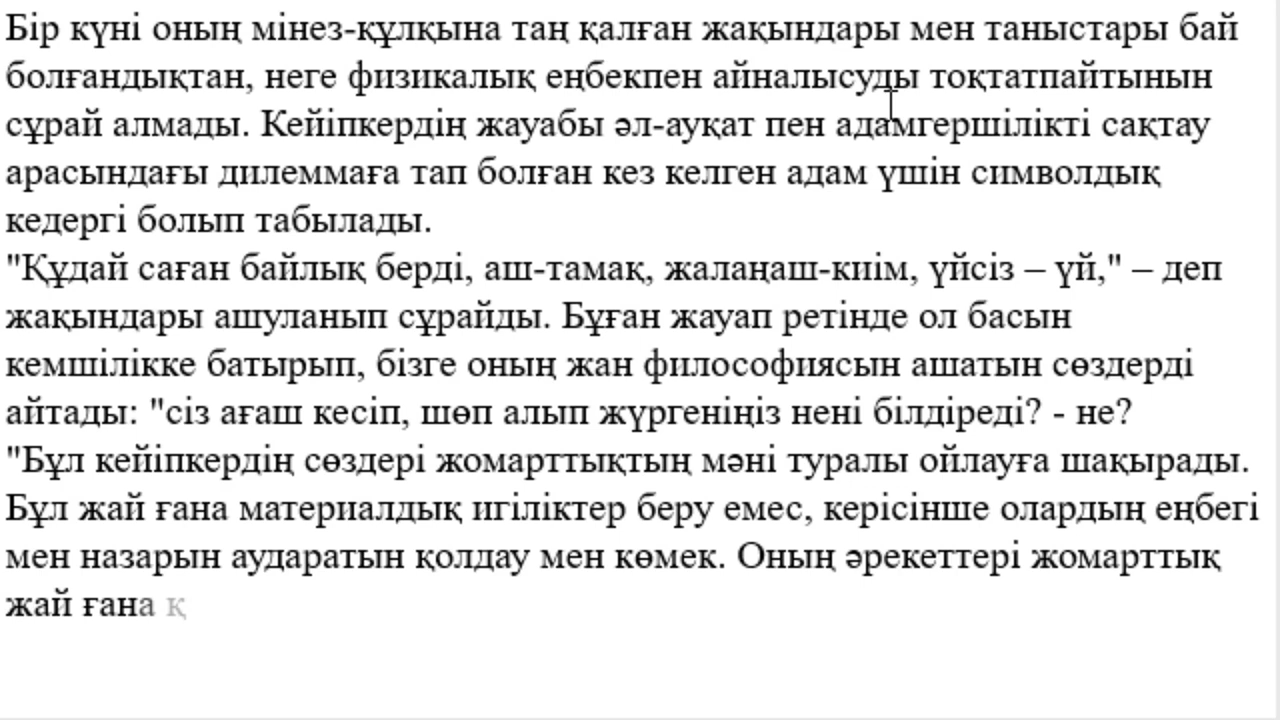 Бір күні оның мінез-құлқына таң қалған жақындары мен таныстары бай
болғандықтан, неге физикалық еңбекпен айналысуды тоқтатпайтынын
сұрай алмады. Кейіпкердің жауабы әл-ауқат пен адамгершілікті сақтау
арасындағы дилеммаға тап болған кез келген адам үшін символдық
кедергі болып табылады.
"Құдай саған байлық берді, аш-тамақ, жалаңаш-киім, үйсіз – үй," – деп
жақындары ашуланып сұрайды. Бұған жауап ретінде ол басын
кемшілікке батырып, бізге оның жан философиясын ашатын сөздерді
айтады: "сіз ағаш кесіп, шөп алып жүргеніңіз нені білдіреді? - не?
"Бұл кейіпкердің сөздері жомарттықтың мәні туралы ойлауға шақырады.
Бұл жай ғана материалдық игіліктер беру емес, керісінше олардың еңбегі
мен назарын аударатын қолдау мен көмек. Оның әрекеттері жомарттық
жай ғана қ